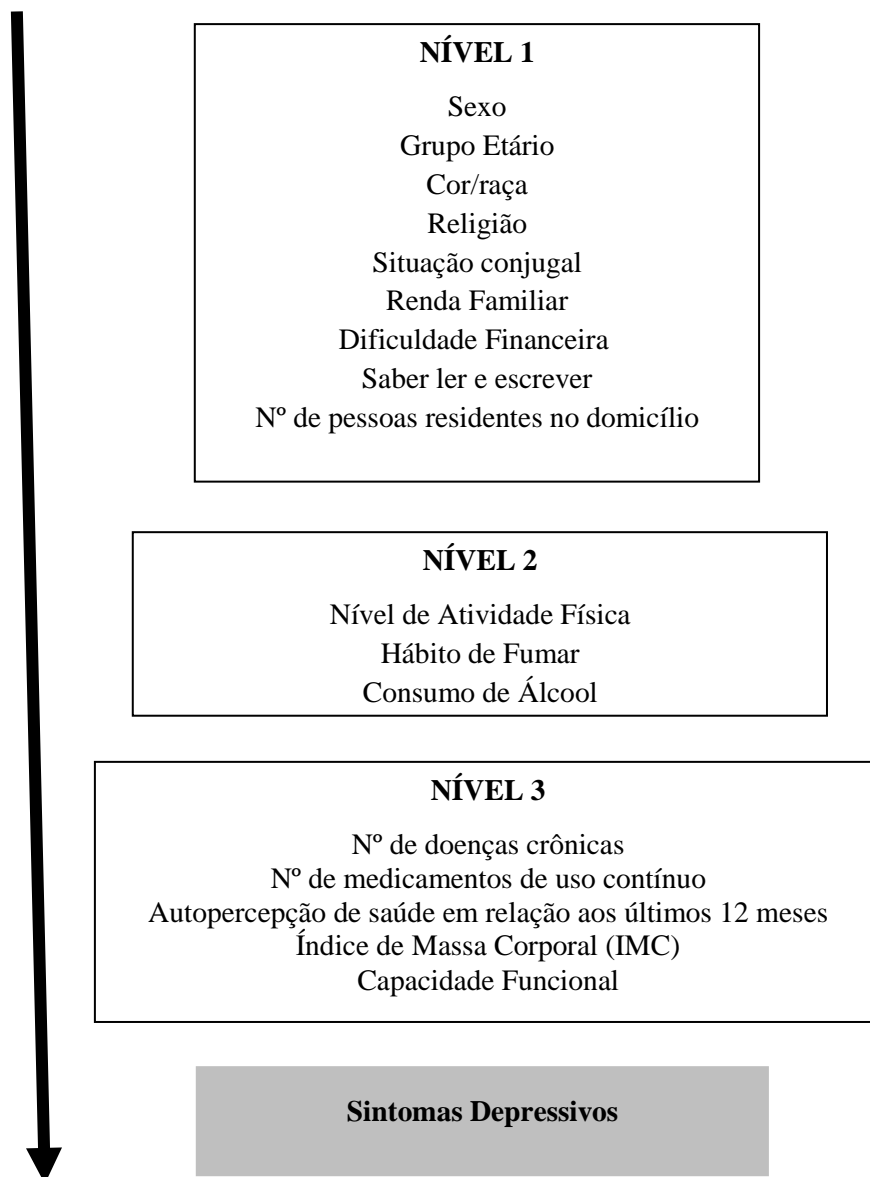 NÍVEL 1
Sexo
Grupo Etário
Cor/raça
Religião
Situação conjugal
Renda Familiar
Dificuldade Financeira
Saber ler e escrever
Nº de pessoas residentes no domicílio
NÍVEL 2
Nível de Atividade Física
Hábito de Fumar
Consumo de Álcool
NÍVEL 3
Nº de doenças crônicas
Nº de medicamentos de uso contínuo
Autopercepção de saúde em relação aos últimos 12 meses
Índice de Massa Corporal (IMC)
Capacidade Funcional
Sintomas Depressivos